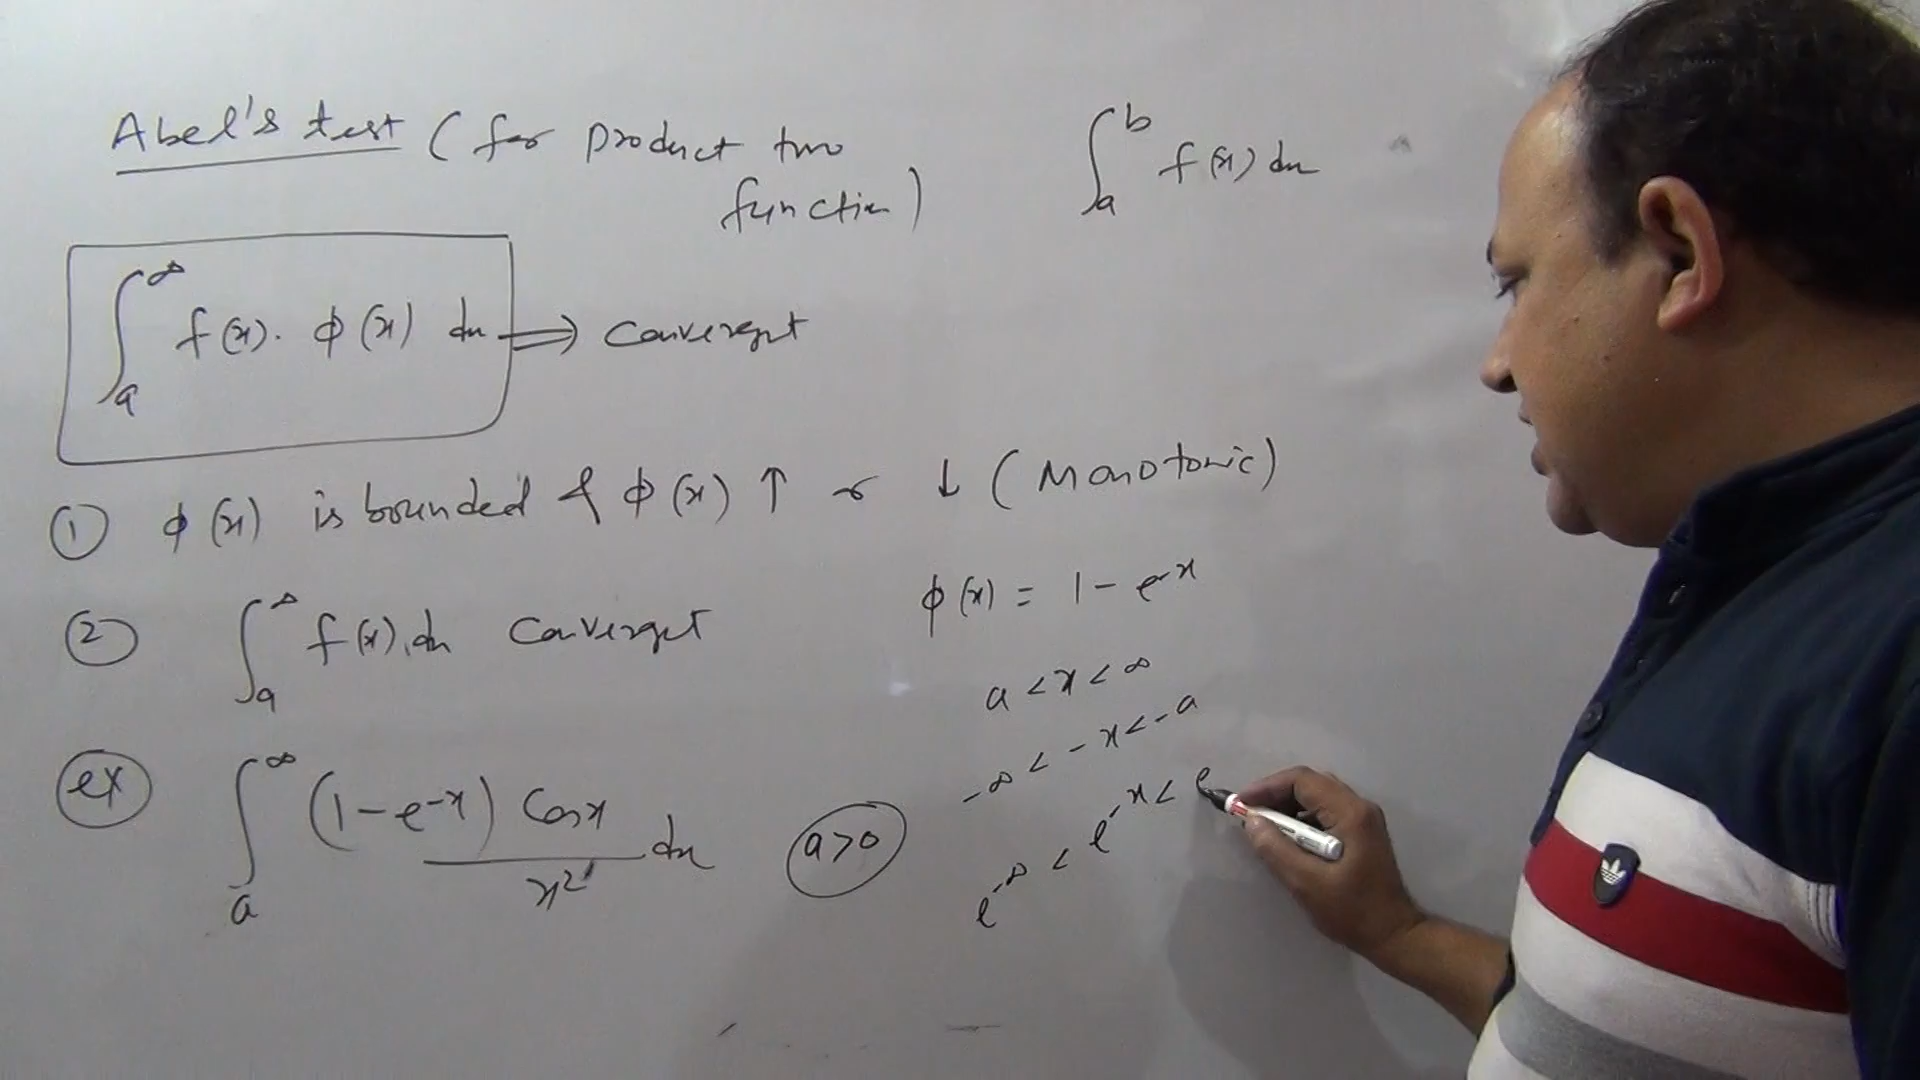 Abel's test (for product two
function)
∫_a^b f(x) dx
∫_a^∞ f(x). φ(x) dx ⟹ Convergent
① φ(x) is bounded & φ(x) ↑ or ↓ (Monotonic)
② ∫_a^∞ f(x) dx Convergent
φ(x) = 1 - e^-x
a < x < ∞
-∞ < -x < -a
e^-∞ < e^-x < e
ex ∫_a^∞ (1-e^-x) Cosx/x² dx a>0